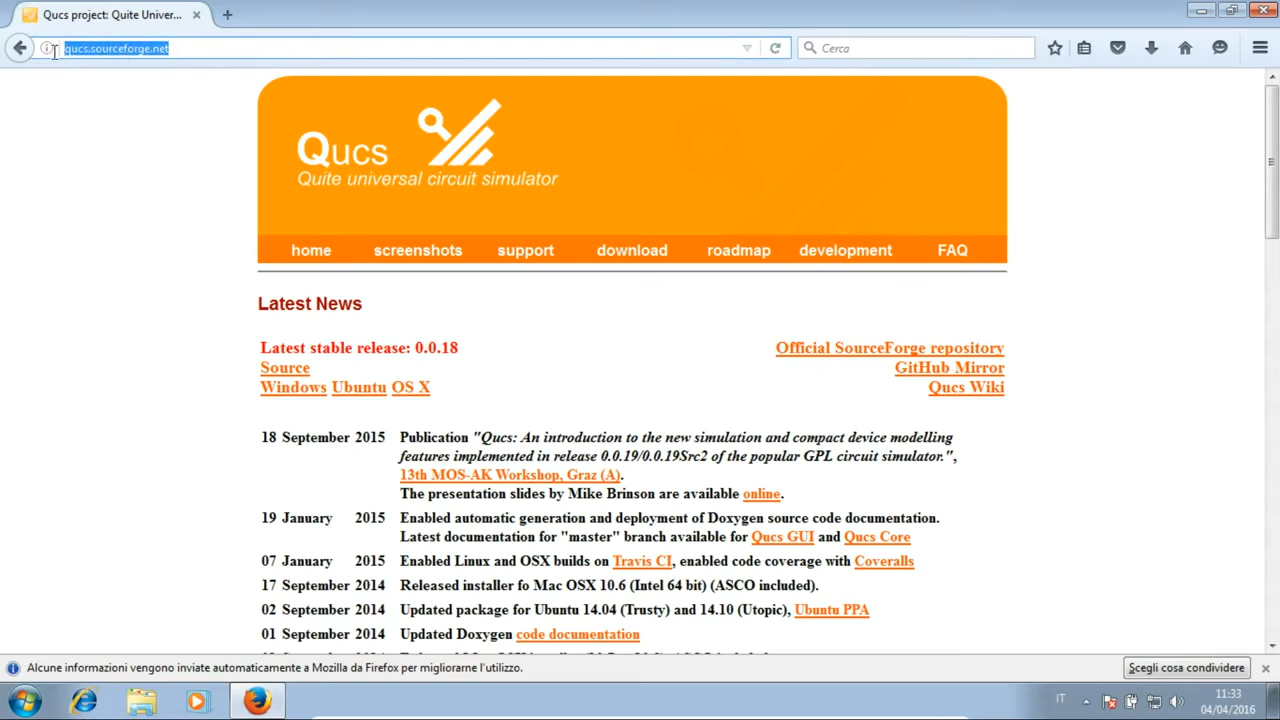 Qucs project: Quite Univer...
qucs.sourceforge.net
Cerca
Qucs
Quite universal circuit simulator
home screenshots support download roadmap development FAQ
Latest News
Latest stable release: 0.0.18
Official SourceForge repository
Source
GitHub Mirror
Windows Ubuntu OS X
Qucs Wiki
18 September 2015 Publication "Qucs: An introduction to the new simulation and compact device modelling
features implemented in release 0.0.19/0.0.19Src2 of the popular GPL circuit simulator.",
13th MOS-AK Workshop, Graz (A).
The presentation slides by Mike Brinson are available online.
19 January 2015 Enabled automatic generation and deployment of Doxygen source code documentation.
Latest documentation for "master" branch available for Qucs GUI and Qucs Core
07 January 2015 Enabled Linux and OSX builds on Travis CI, enabled code coverage with Coveralls
17 September 2014 Released installer fo Mac OSX 10.6 (Intel 64 bit) (ASCO included).
02 September 2014 Updated package for Ubuntu 14.04 (Trusty) and 14.10 (Utopic), Ubuntu PPA
01 September 2014 Updated Doxygen code documentation
Alcune informazioni vengono inviate automaticamente a Mozilla da Firefox per migliorarne l'utilizzo.
Scegli cosa condividere
IT
11:33
04/04/2016